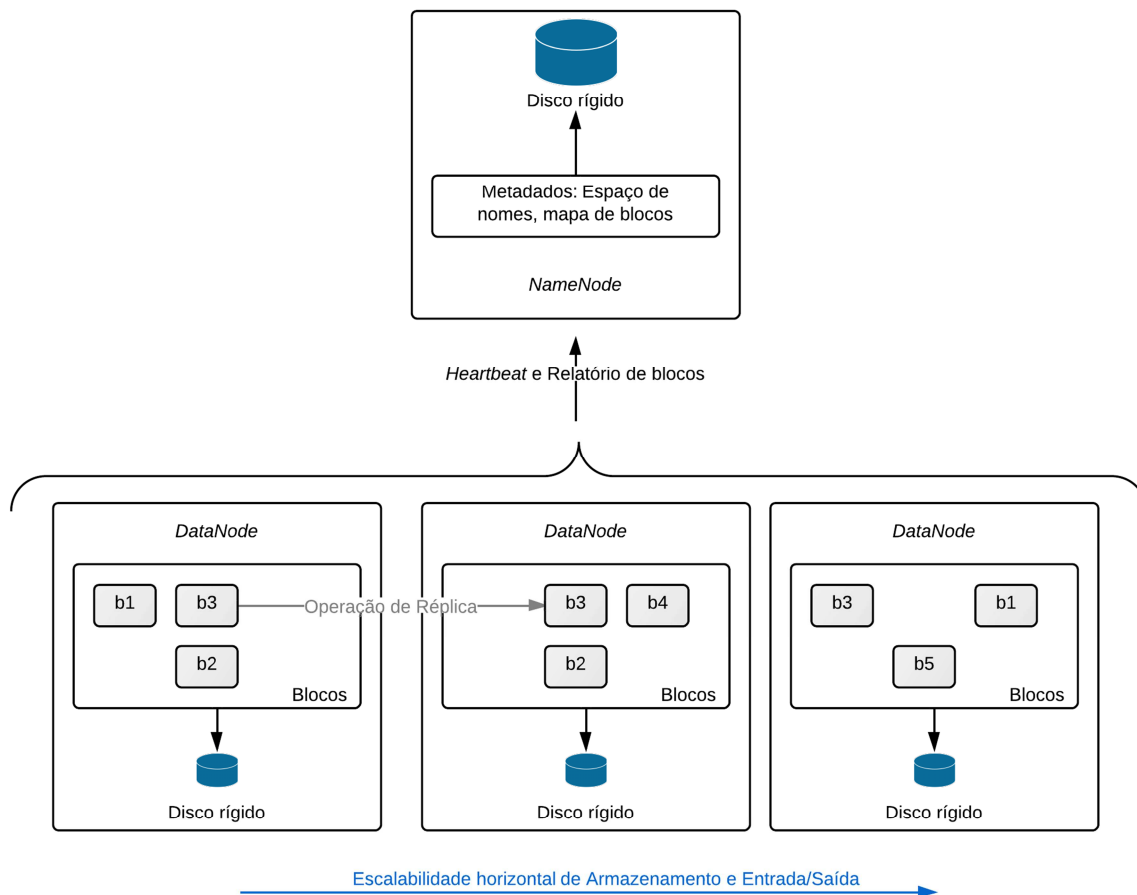 Disco rígido
Metadados: Espaço de
nomes, mapa de blocos
NameNode
Heartbeat e Relatório de blocos
DataNode
b1
b3
b2
Blocos
Disco rígido
Operação de Réplica
DataNode
b3
b4
b2
Blocos
Disco rígido
DataNode
b3
b1
b5
Blocos
Disco rígido
Escalabilidade horizontal de Armazenamento e Entrada/Saída